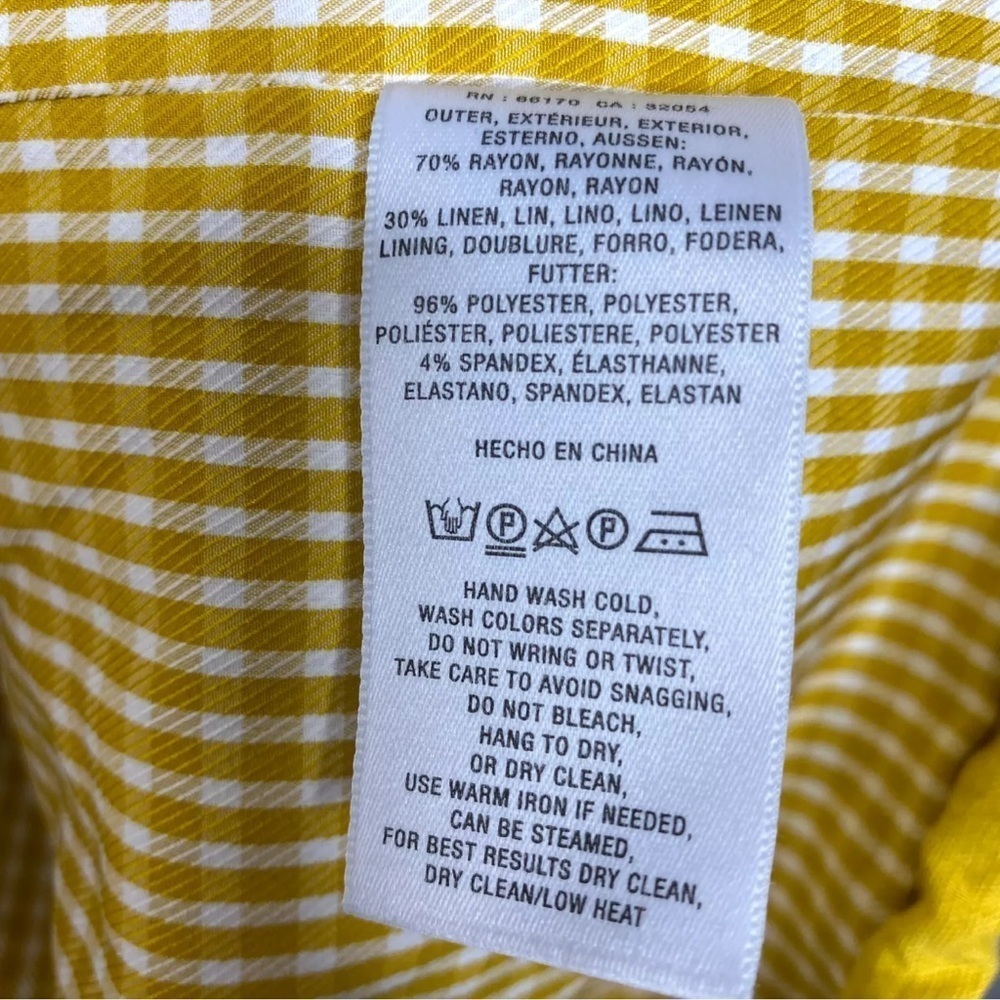 RN : 66170 CA : 32054
OUTER, EXTÉRIEUR, EXTERIOR,
ESTERNO, AUSSEN:
70% RAYON, RAYONNE, RAYÓN,
RAYON, RAYON
30% LINEN, LIN, LINO, LINO, LEINEN
LINING, DOUBLURE, FORRO, FODERA,
FUTTER:
96% POLYESTER, POLYESTER,
POLIÉSTER, POLIESTERE, POLYESTER
4% SPANDEX, ÉLASTHANNE,
ELASTANO, SPANDEX, ELASTAN
HECHO EN CHINA
P P
HAND WASH COLD,
WASH COLORS SEPARATELY,
DO NOT WRING OR TWIST,
TAKE CARE TO AVOID SNAGGING,
DO NOT BLEACH,
HANG TO DRY,
OR DRY CLEAN,
USE WARM IRON IF NEEDED,
CAN BE STEAMED,
FOR BEST RESULTS DRY CLEAN,
DRY CLEAN/LOW HEAT